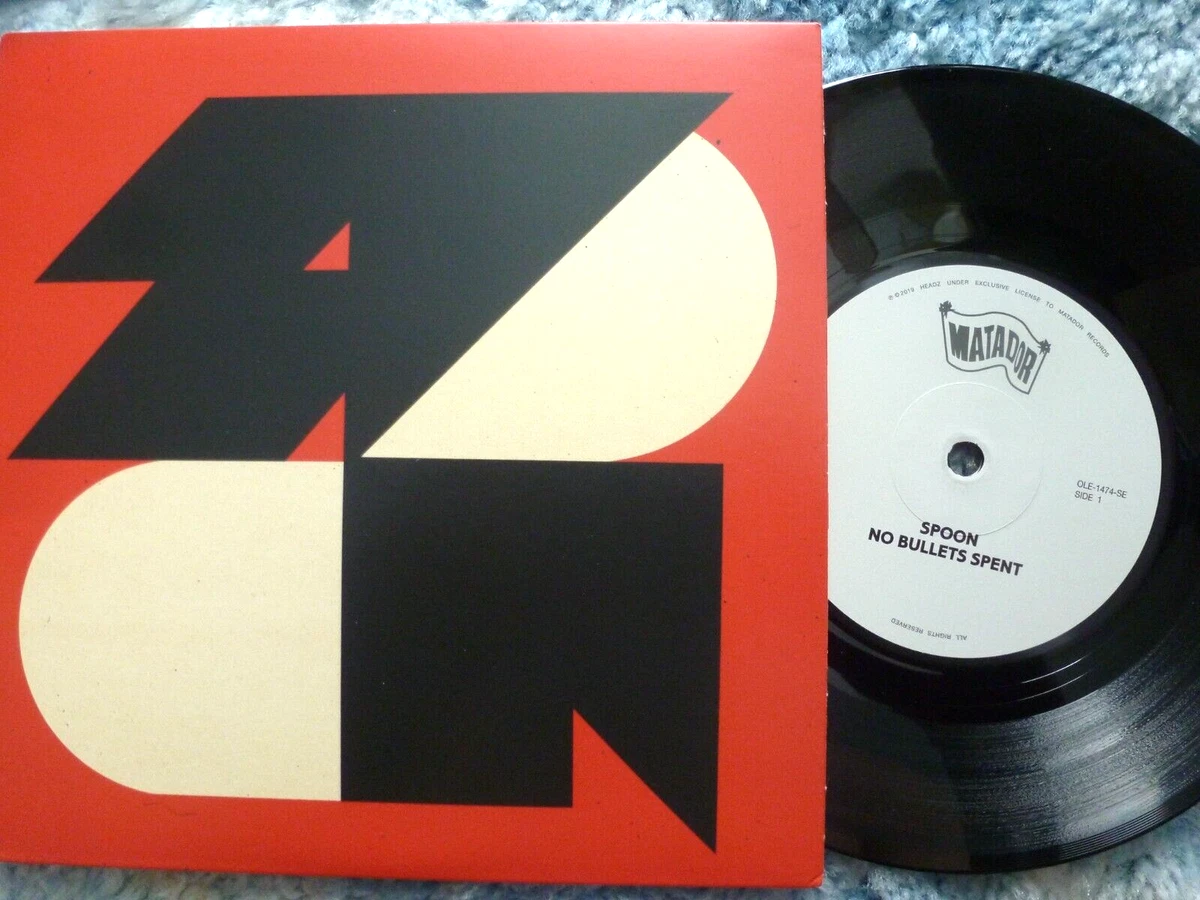 ℗ © 2019 HEADZ UNDER EXCLUSIVE LICENSE TO MATADOR RECORDS
MATADOR
OLE-1474-SE
SIDE 1
SPOON
NO BULLETS SPENT
ALL RIGHTS RESERVED